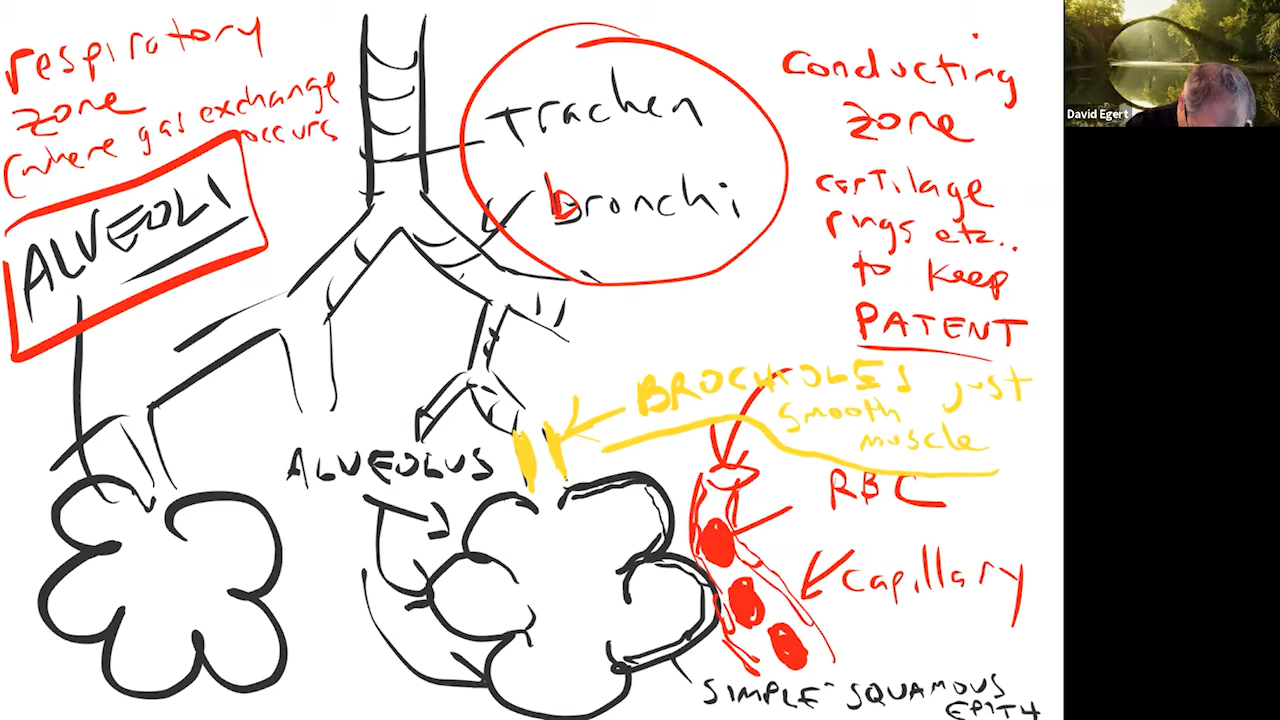 respiratory
zone
(where gas exchange
occurs
ALVEOLI
trachea
bronchi
conducting
zone
cartilage
rings etc..
to keep
PATENT
BROCHIOLES just
smooth
muscle
ALVEOLUS
RBC
capillary
SIMPLE SQUAMOUS
EPITH
David Egert